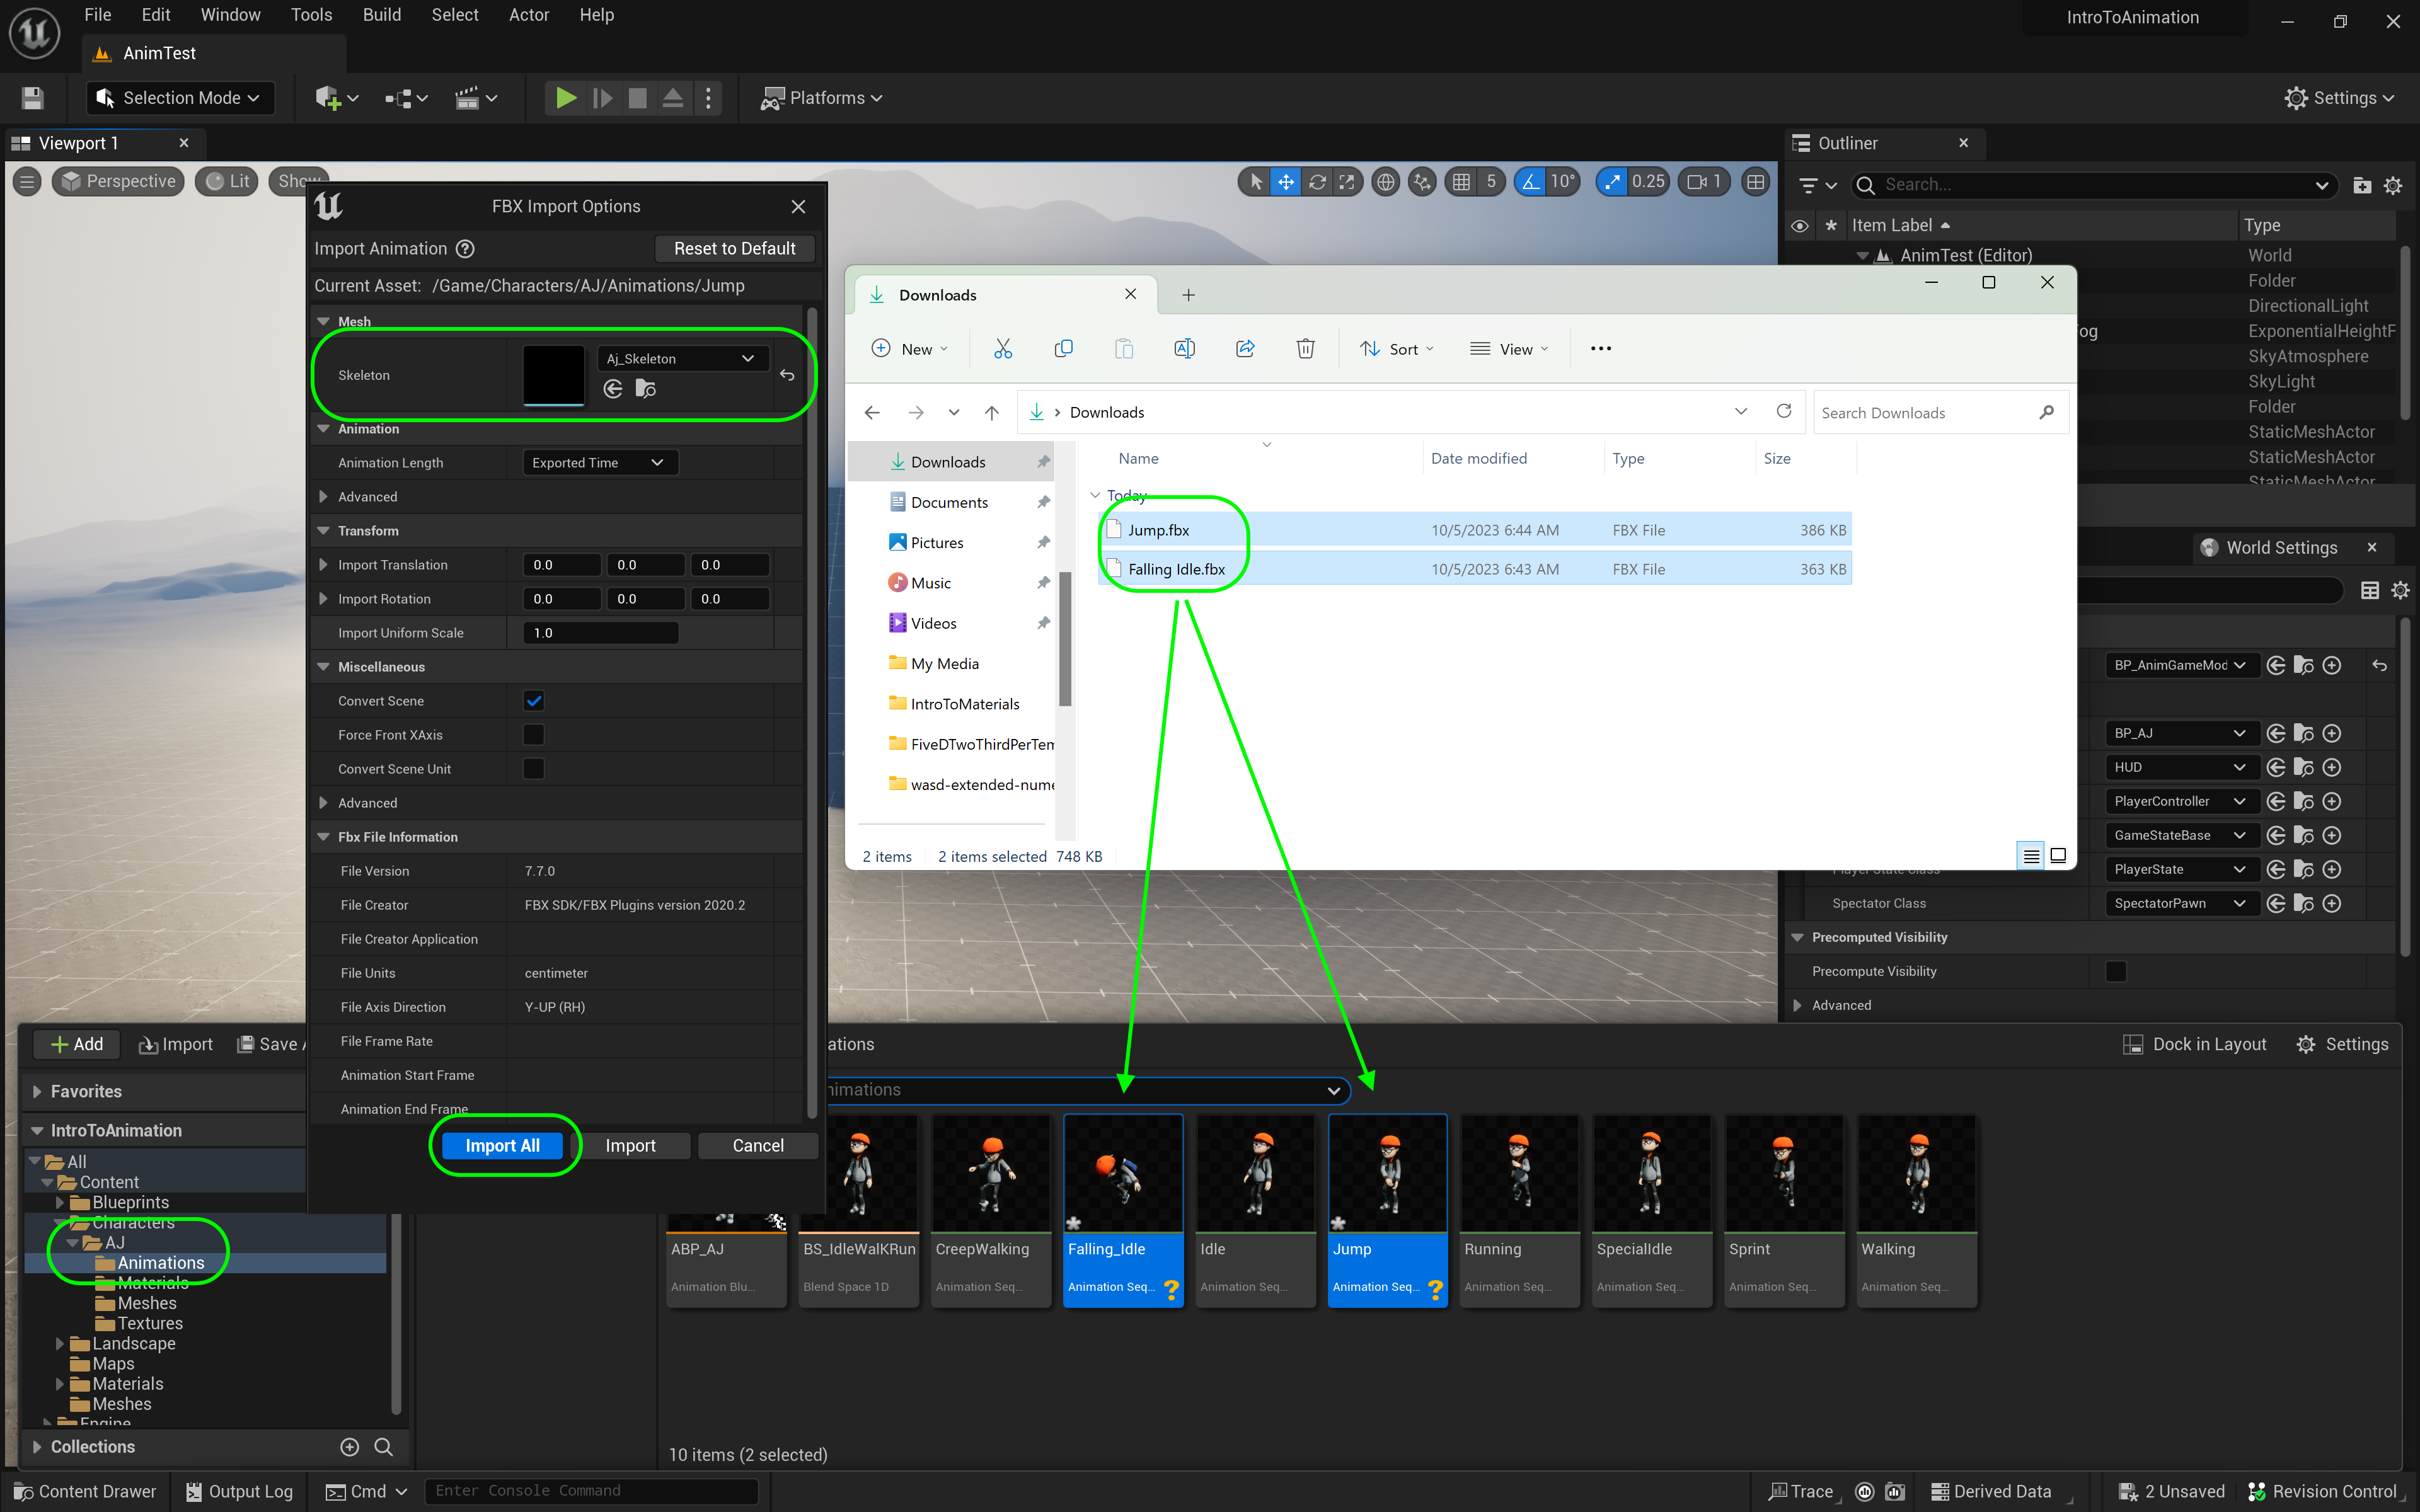 File Edit Window Tools Build Select Actor Help
IntroToAnimation
AnimTest
Selection Mode
Platforms
Settings
Viewport 1
Outliner
Perspective
Lit
Show
5
10°
0.25
1
Search...
Item Label
Type
AnimTest (Editor)
World
Folder
DirectionalLight
og
ExponentialHeightF
SkyAtmosphere
SkyLight
Folder
StaticMeshActor
StaticMeshActor
StaticMeshActor
FBX Import Options
Import Animation
Reset to Default
Current Asset: /Game/Characters/AJ/Animations/Jump
Mesh
Skeleton
Aj_Skeleton
Animation
Animation Length
Exported Time
Advanced
Transform
Import Translation 0.0 0.0 0.0
Import Rotation 0.0 0.0 0.0
Import Uniform Scale 1.0
Miscellaneous
Convert Scene
Force Front XAxis
Convert Scene Unit
Advanced
Fbx File Information
File Version 7.7.0
File Creator FBX SDK/FBX Plugins version 2020.2
File Creator Application
File Units centimeter
File Axis Direction Y-UP (RH)
File Frame Rate
Animation Start Frame
Animation End Frame
Import All
Import
Cancel
Downloads
New
Sort
View
Downloads
Search Downloads
Downloads
Documents
Pictures
Music
Videos
My Media
IntroToMaterials
FiveDTwoThirdPerTem
wasd-extended-nume
Name Date modified Type Size
Today
Jump.fbx 10/5/2023 6:44 AM FBX File 386 KB
Falling Idle.fbx 10/5/2023 6:43 AM FBX File 363 KB
2 items 2 items selected 748 KB
World Settings
BP_AnimGameMod
BP_AJ
HUD
PlayerController
GameStateBase
Player State Class
PlayerState
Spectator Class
SpectatorPawn
Precomputed Visibility
Precompute Visibility
Advanced
Add
Import
Save A
ations
Dock in Layout
Settings
Favorites
IntroToAnimation
All
Content
Blueprints
Characters
AJ
Animations
Materials
Meshes
Textures
Landscape
Maps
Materials
Meshes
Engine
Collections
nimations
ABP_AJ
Animation Blu...
BS_IdleWalKRun
Blend Space 1D
CreepWalking
Animation Seq...
Falling_Idle
Animation Seq...
?
Idle
Animation Seq...
Jump
Animation Seq...
?
Running
Animation Seq...
SpecialIdle
Animation Seq...
Sprint
Animation Seq...
Walking
Animation Seq...
10 items (2 selected)
Content Drawer
Output Log
Cmd
Enter Console Command
Trace
Derived Data
2 Unsaved
Revision Control